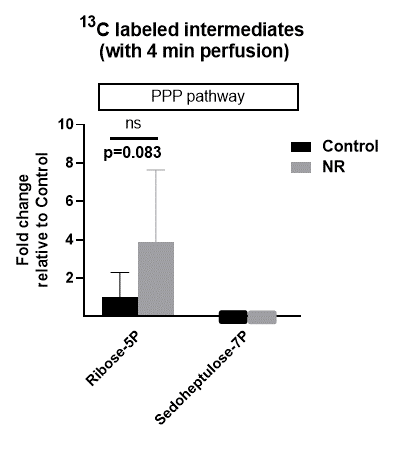 13C labeled intermediates
(with 4 min perfusion)
PPP pathway
ns
p=0.083
Control
NR
Fold change
relative to Control
10
8
6
4
2
Ribose-5P
Sedoheptulose-7P